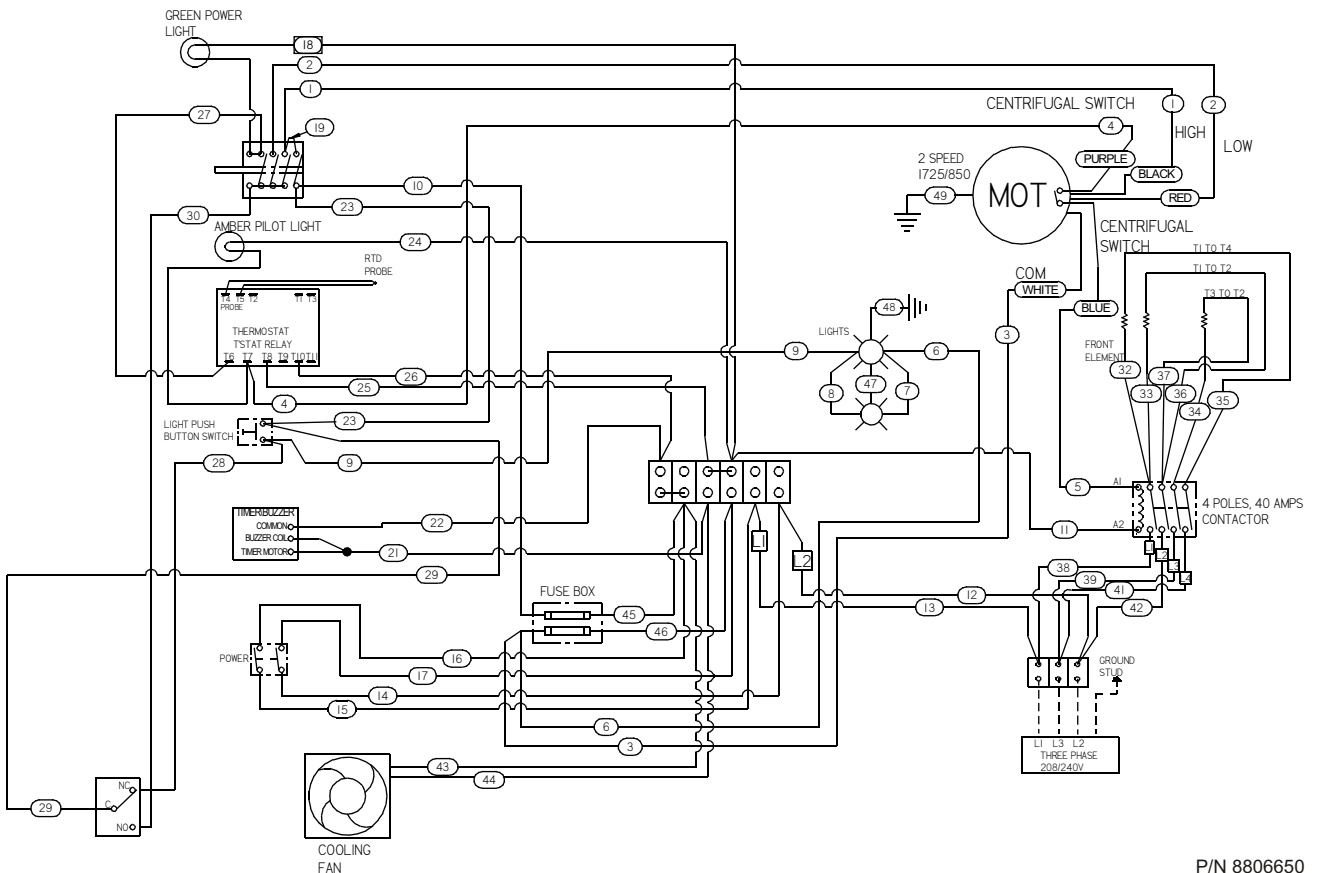 GREEN POWER
LIGHT
18
2
1
27
19
CENTRIFUGAL SWITCH
1
2
4
HIGH
LOW
PURPLE
2 SPEED
1725/850
MOT
BLACK
49
RED
10
23
30
AMBER PILOT LIGHT
24
CENTRIFUGAL
SWITCH
T1 TO T4
RTD
PROBE
T1 TO T2
COM
WHITE
T3 TO T2
T4 T5 T2 T1 T3
PROBE
BLUE
48
3
THERMOSTAT
T'STAT RELAY
LIGHTS
T6 T7 T8 T9 T10 T11
9
6
FRONT
ELEMENT
26
25
47
8
7
32
37
33
36
35
34
4
23
LIGHT PUSH
BUTTON SWITCH
28
9
5
A1
4 POLES, 40 AMPS
CONTACTOR
TIMER/BUZZER
COMMON
22
BUZZER COIL
TIMER MOTOR
21
A2
11
L1
L2
L1
L2
L3
L4
29
38
39
41
FUSE BOX
45
46
12
13
42
POWER
16
17
14
15
GROUND
STUD
6
3
L1 L3 L2
THREE PHASE
208/240V
43
44
NC
C
29
NO
COOLING
FAN
P/N 8806650